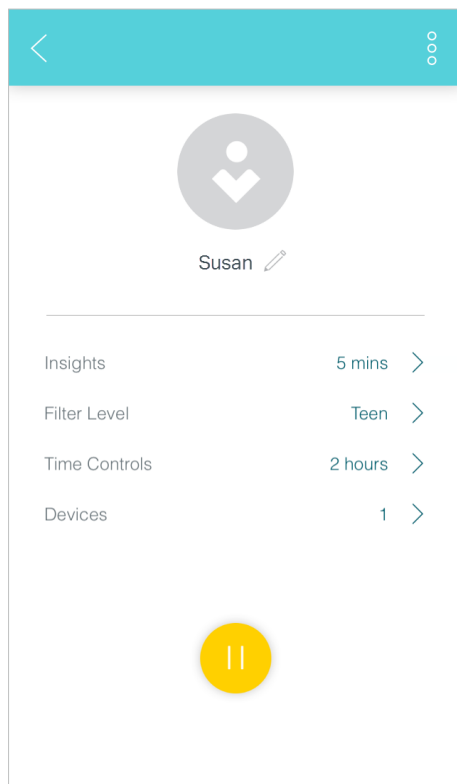 Susan
Insights 5 mins
Filter Level Teen
Time Controls 2 hours
Devices 1